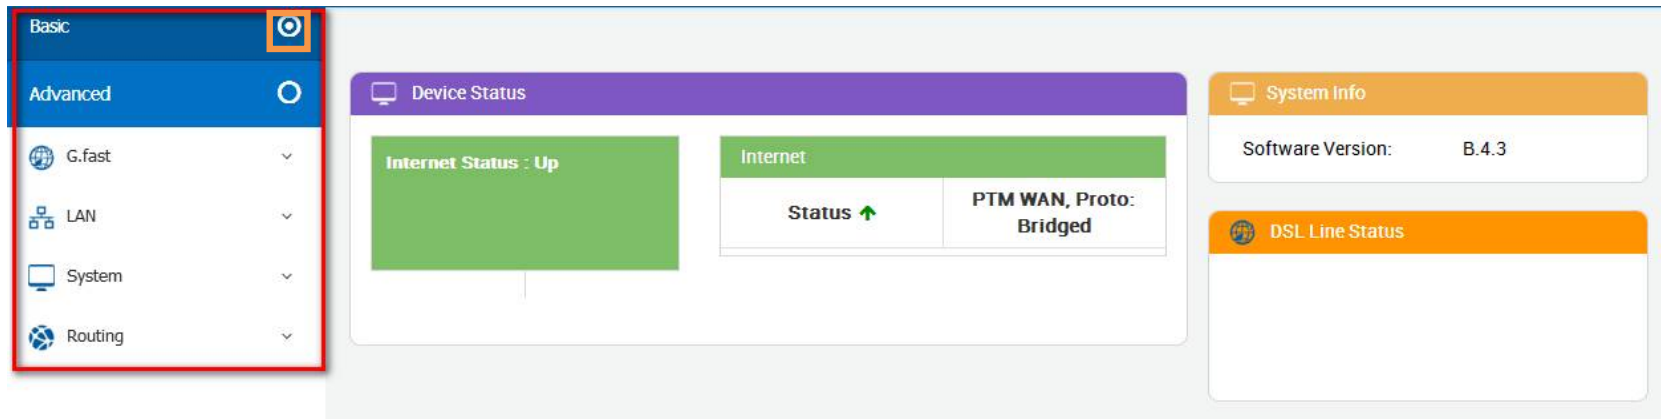 Basic
Advanced
G.fast
LAN
System
Routing
Device Status
Internet Status : Up
Internet
Status
PTM WAN, Proto:
Bridged
System Info
Software Version: B.4.3
DSL Line Status